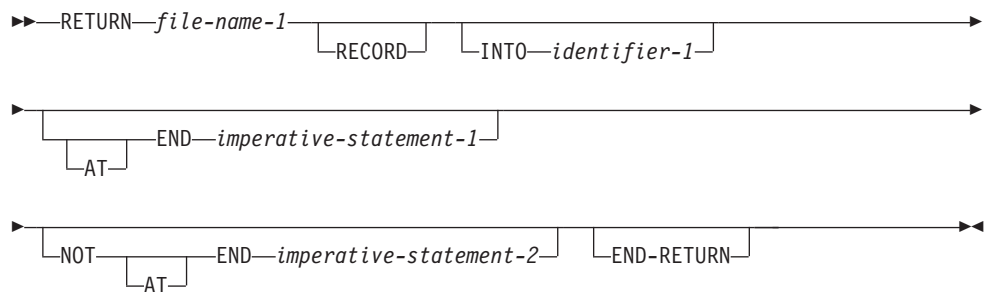 RETURN file-name-1 RECORD INTO identifier-1
AT END imperative-statement-1
NOT AT END imperative-statement-2 END-RETURN